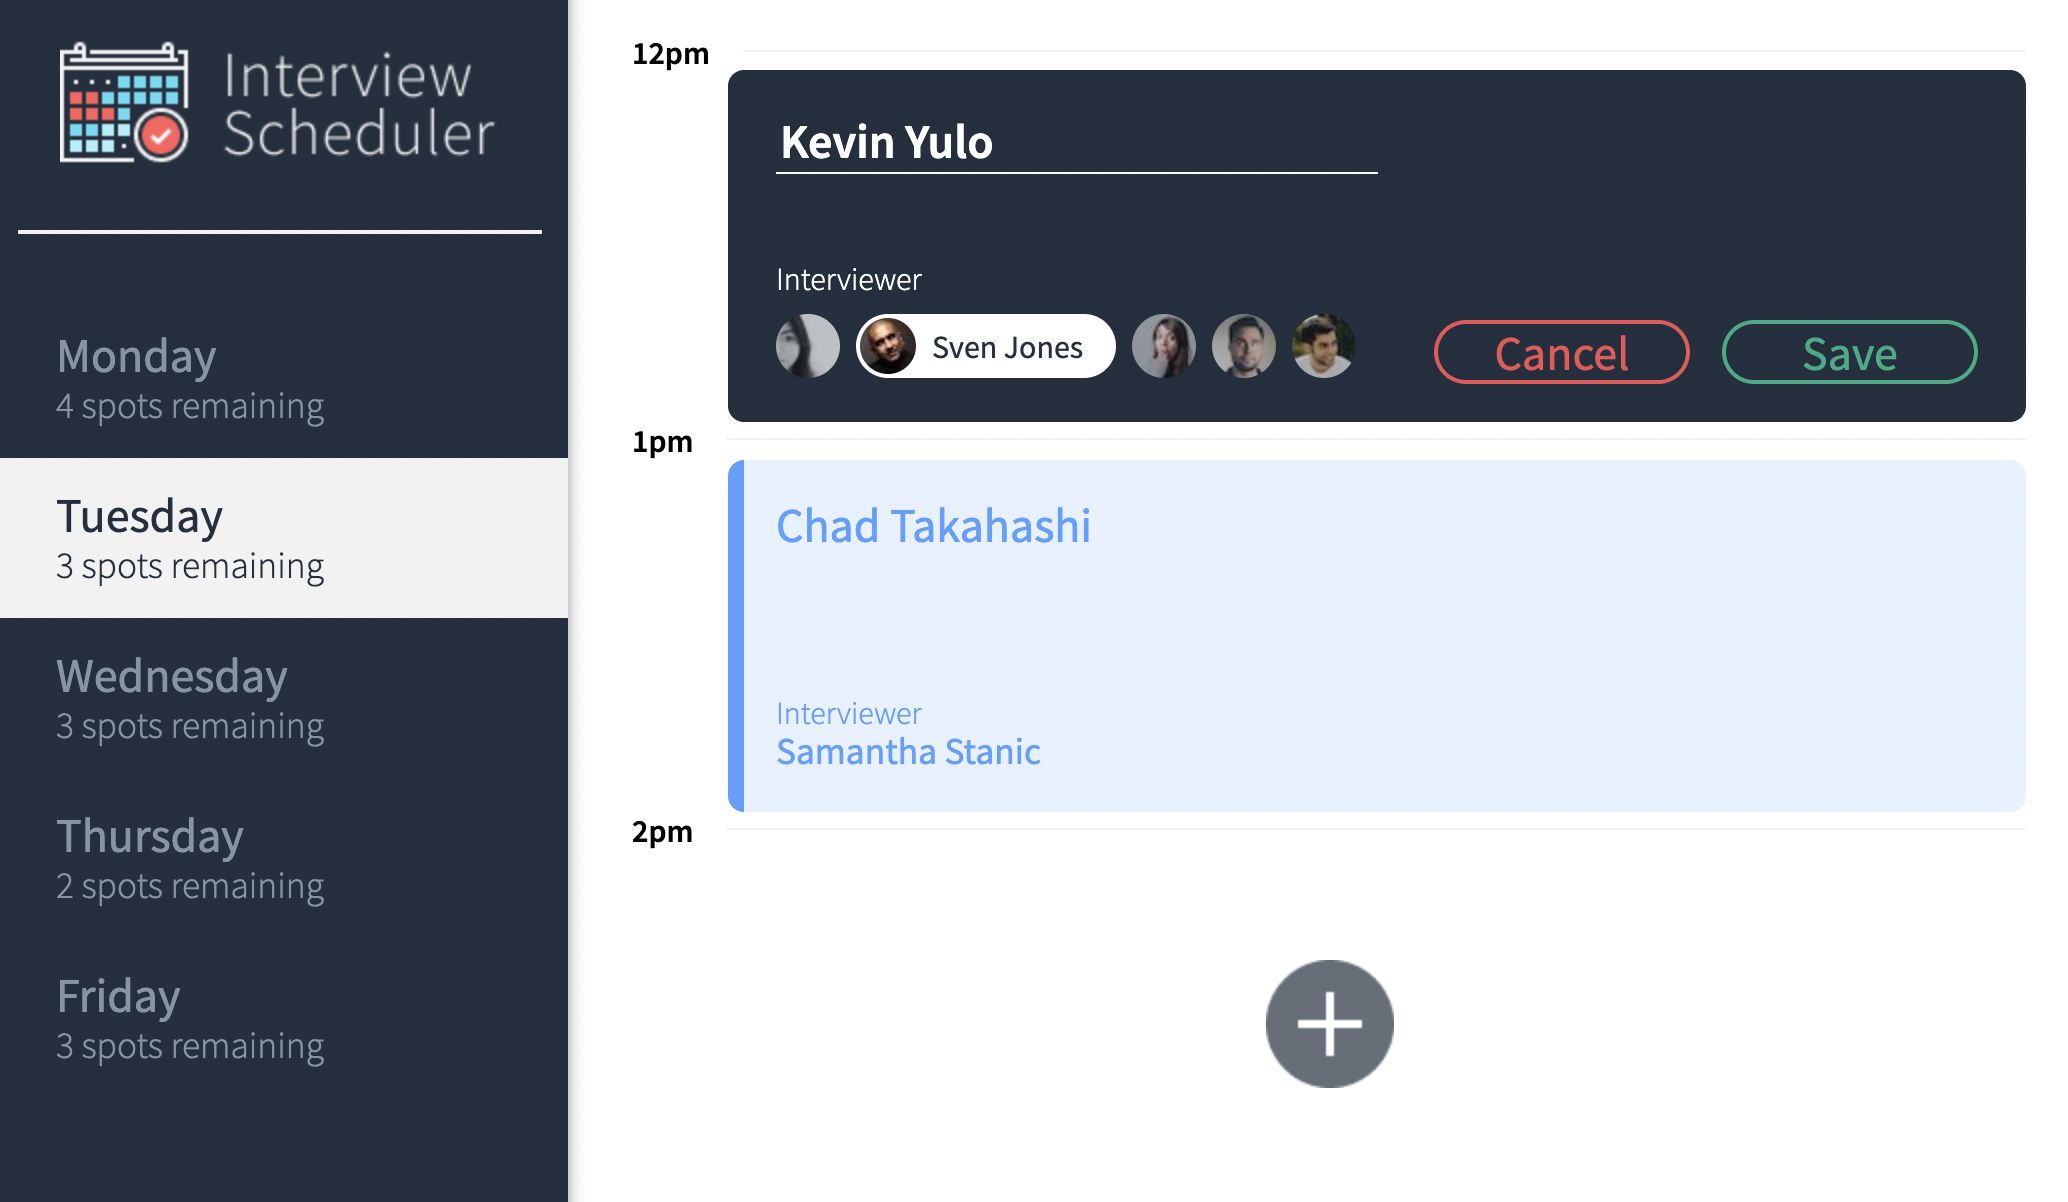 Interview
Scheduler
Monday
4 spots remaining
Tuesday
3 spots remaining
Wednesday
3 spots remaining
Thursday
2 spots remaining
Friday
3 spots remaining
12pm
Kevin Yulo
Interviewer
Sven Jones
Cancel
Save
1pm
Chad Takahashi
Interviewer
Samantha Stanic
2pm